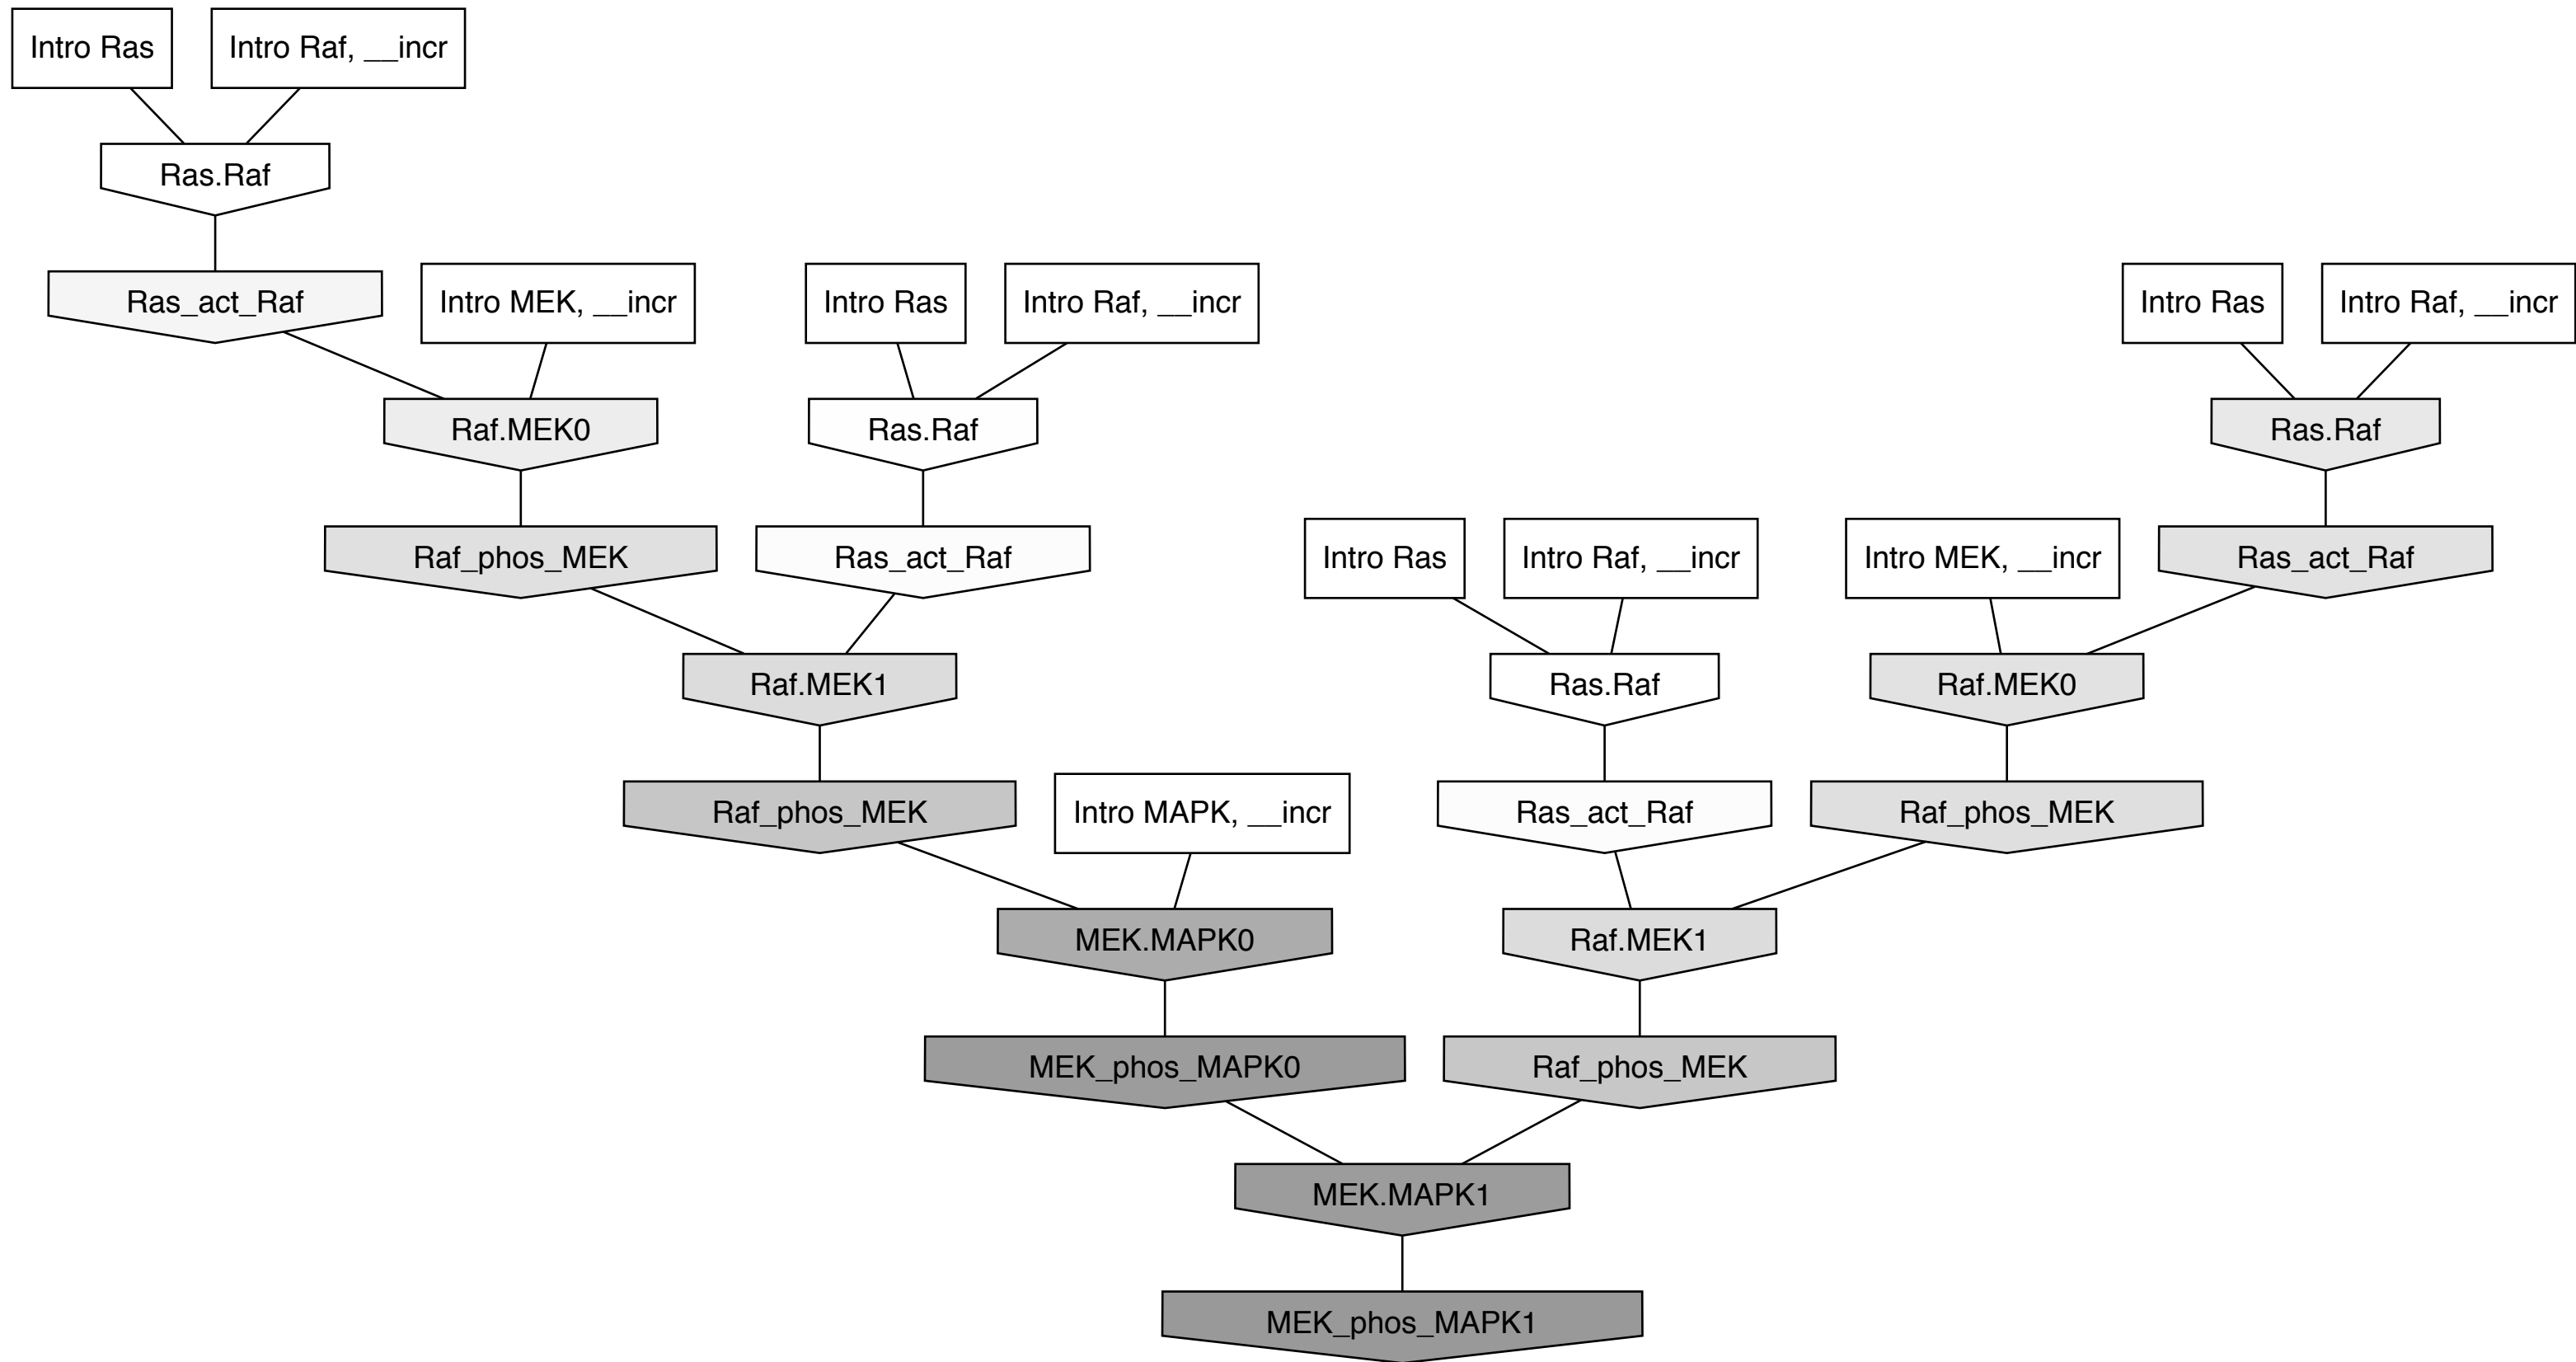 Intro Ras
Intro Raf, __incr
Ras.Raf
Ras_act_Raf
Intro MEK, __incr
Intro Ras
Intro Raf, __incr
Intro Ras
Intro Raf, __incr
Raf.MEK0
Ras.Raf
Ras.Raf
Raf_phos_MEK
Ras_act_Raf
Intro Ras
Intro Raf, __incr
Intro MEK, __incr
Ras_act_Raf
Raf.MEK1
Ras.Raf
Raf.MEK0
Raf_phos_MEK
Intro MAPK, __incr
Ras_act_Raf
Raf_phos_MEK
MEK.MAPK0
Raf.MEK1
MEK_phos_MAPK0
Raf_phos_MEK
MEK.MAPK1
MEK_phos_MAPK1